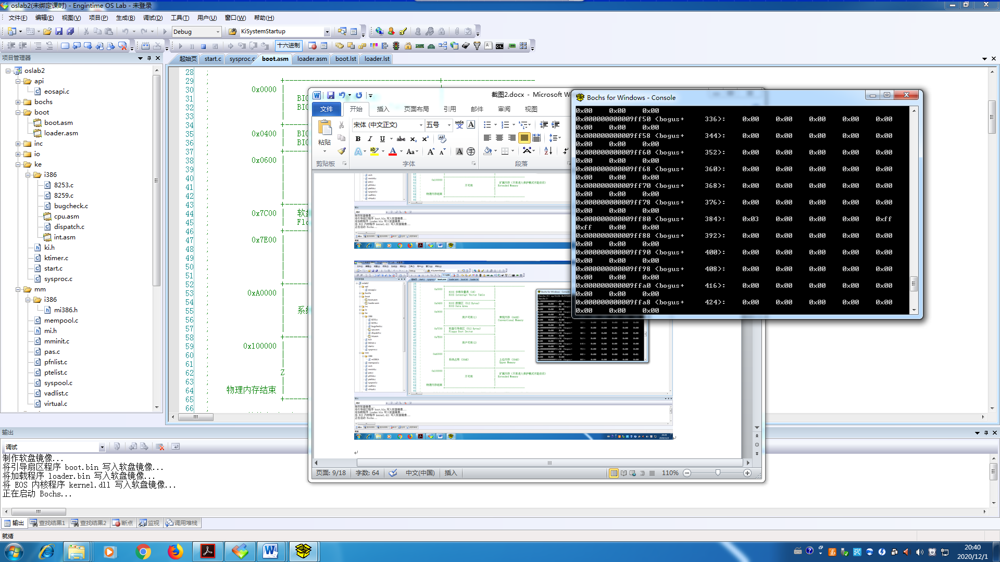 oslab2(未绑定课时) - Engintime OS Lab - 未登录
文件(F) 编辑(E) 视图(V) 项目(P) 生成(B) 调试(D) 工具(T) 用户(U) 窗口(W) 帮助(H)
Debug KiSystemStartup
十六进制
项目管理器
起始页 start.c sysproc.c boot.asm loader.asm boot.lst loader.lst
oslab2
api
eosapi.c
bochs
boot
boot.asm
loader.asm
inc
io
ke
i386
8253.c
8259.c
bugcheck.c
cpu.asm
dispatch.c
int.asm
ki.h
ktimer.c
start.c
sysproc.c
mm
i386
mi386.h
mempool.c
mi.h
mminit.c
pas.c
pfnlist.c
ptelist.c
syspool.c
vadlist.c
virtual.c
28 ;
29 ;
30 ; 0x0000
31 ; BIO
32 ; BIO
33 ;
34 ;
35 ; 0x0400 BIO
36 ; BIO
37 ;
38 ; 0x0600
39 ;
40 ;
41 ;
42 ;
43 ;
44 ; 0x7C00 软盘
45 ; Flo
46 ;
47 ; 0x7E00
48 ;
49 ;
50 ;
51 ;
52 ;
53 ; 0xA0000
54 ;
55 ; 系统
56 ;
57 ;
58 ;
59 ; 0x100000
60 ;
61 ;
62 ; Z
63 ;
64 ; 物理内存结束
65 ;
66
截图2.docx - Microsoft W
文件 开始 插入 页面布局 引用 邮件 审阅 视图
宋体 (中文正文) 五号
粘贴
剪贴板 字体 段落
页面: 9/18 字数: 64 中文(中国) 插入 110%
Bochs for Windows - Console
0x00 0x00 0x00
0x000000000009ff50 <bogus+ 336>: 0x00 0x00 0x00 0x00 0x00
0x00 0x00 0x00
0x000000000009ff58 <bogus+ 344>: 0x00 0x00 0x00 0x00 0x00
0x00 0x00 0x00
0x000000000009ff60 <bogus+ 352>: 0x00 0x00 0x00 0x00 0x00
0x00 0x00 0x00
0x000000000009ff68 <bogus+ 360>: 0x00 0x00 0x00 0x00 0x00
0x00 0x00 0x00
0x000000000009ff70 <bogus+ 368>: 0x00 0x00 0x00 0x00 0x00
0x00 0x00 0x00
0x000000000009ff78 <bogus+ 376>: 0x00 0x00 0x00 0x00 0x00
0x00 0x00 0x00
0x000000000009ff80 <bogus+ 384>: 0x03 0x00 0x00 0x00 0xff
0xff 0x00 0x00
0x000000000009ff88 <bogus+ 392>: 0x00 0x00 0x00 0x00 0x00
0x00 0x00 0x00
0x000000000009ff90 <bogus+ 400>: 0x00 0x00 0x00 0x00 0x00
0x00 0x00 0x00
0x000000000009ff98 <bogus+ 408>: 0x00 0x00 0x00 0x00 0x00
0x00 0x00 0x00
0x000000000009ffa0 <bogus+ 416>: 0x00 0x00 0x00 0x00 0x00
0x00 0x00 0x00
0x000000000009ffa8 <bogus+ 424>: 0x00 0x00 0x00 0x00 0x00
0x00 0x00 0x00
输出
调试
制作软盘镜像...
将引导扇区程序 boot.bin 写入软盘镜像...
将加载程序 loader.bin 写入软盘镜像...
将 EOS 内核程序 kernel.dll 写入软盘镜像...
正在启动 Bochs...
输出 查找结果1 查找结果2 断点 监视 调用堆栈
就绪
20:40
2020/12/1